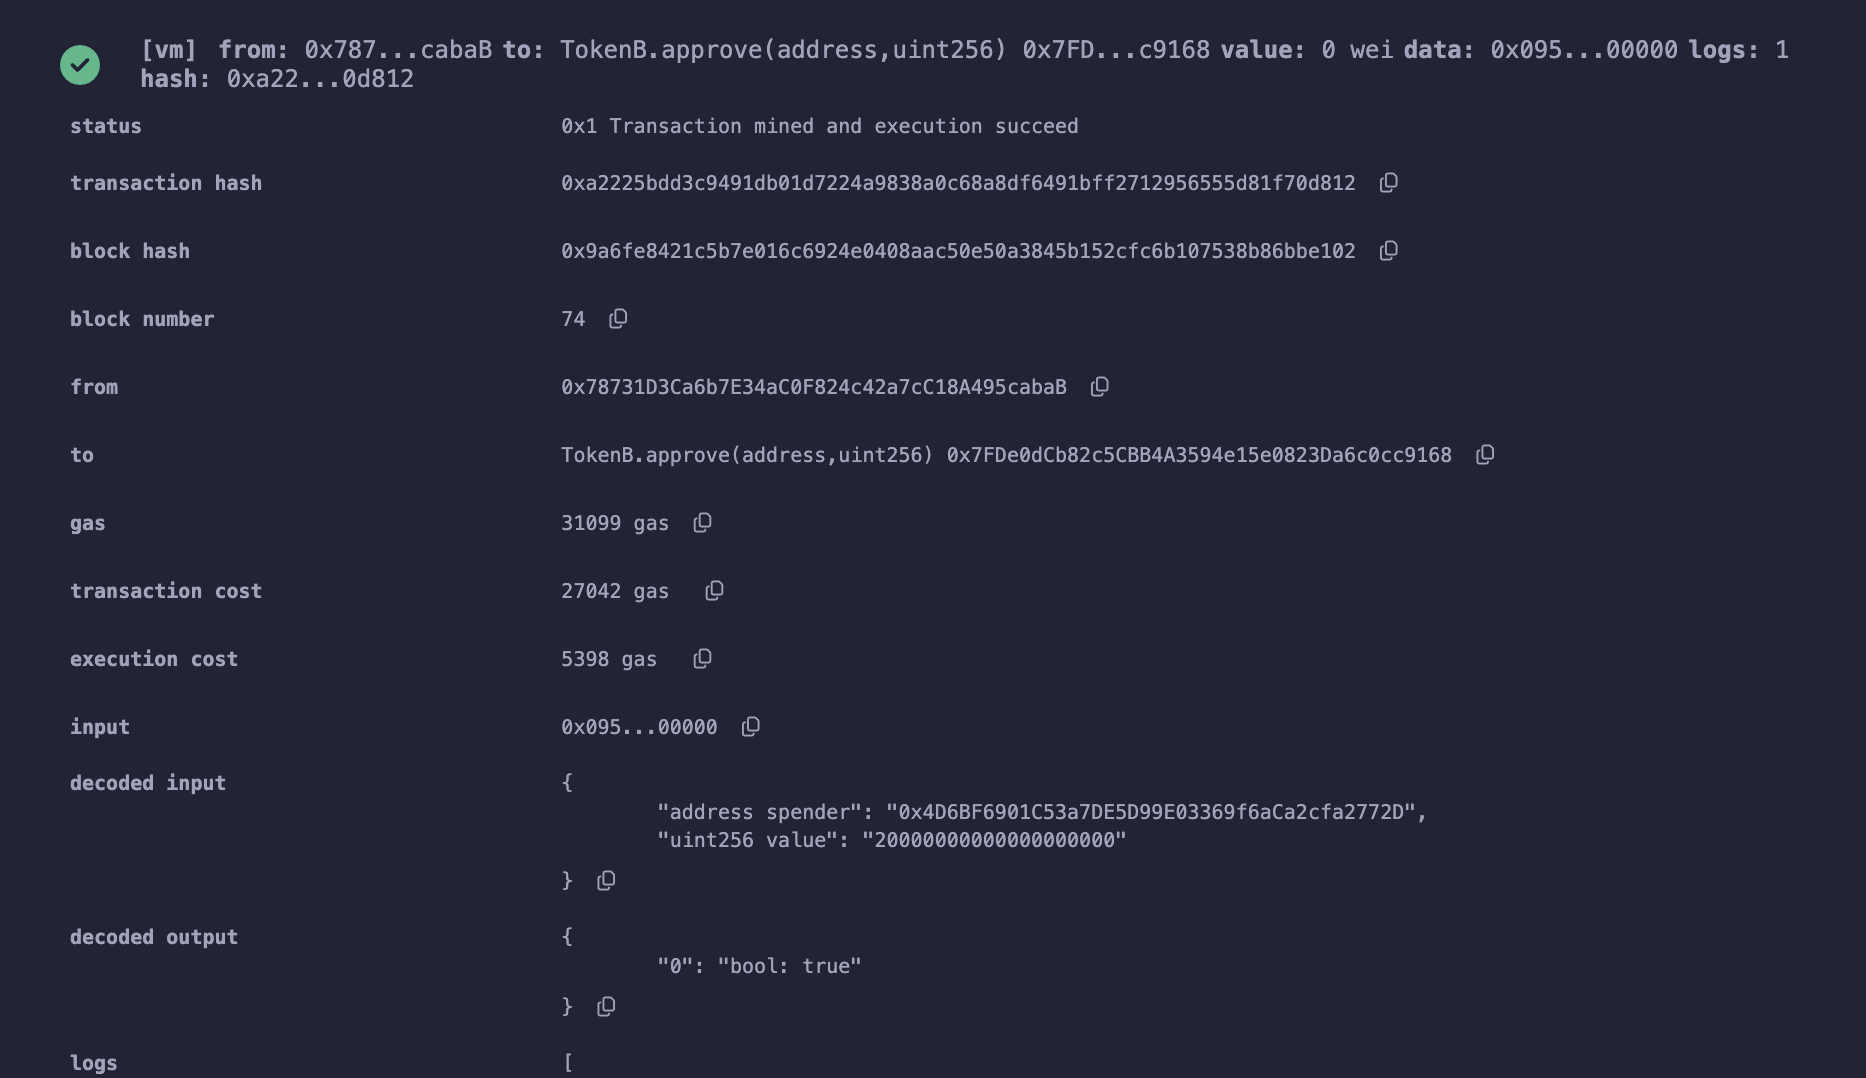 [vm] from: 0x787...cabaB to: TokenB.approve(address,uint256) 0x7FD...c9168 value: 0 wei data: 0x095...00000 logs: 1
hash: 0xa22...0d812
status 0x1 Transaction mined and execution succeed
transaction hash 0xa2225bdd3c9491db01d7224a9838a0c68a8df6491bff2712956555d81f70d812
block hash 0x9a6fe8421c5b7e016c6924e0408aac50e50a3845b152cfc6b107538b86bbe102
block number 74
from 0x78731D3Ca6b7E34aC0F824c42a7cC18A495cabaB
to TokenB.approve(address,uint256) 0x7FDe0dCb82c5CBB4A3594e15e0823Da6c0cc9168
gas 31099 gas
transaction cost 27042 gas
execution cost 5398 gas
input 0x095...00000
decoded input {
"address spender": "0x4D6BF6901C53a7DE5D99E03369f6aCa2cfa2772D",
"uint256 value": "20000000000000000000"
}
decoded output {
"0": "bool: true"
}
logs [